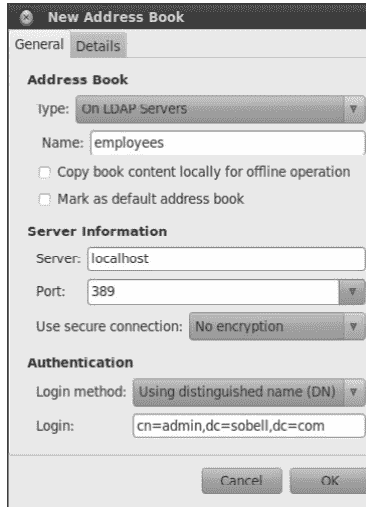 New Address Book
General Details
Address Book
Type: On LDAP Servers
Name: employees
Copy book content locally for offline operation
Mark as default address book
Server Information
Server: localhost
Port: 389
Use secure connection: No encryption
Authentication
Login method: Using distinguished name (DN)
Login: cn=admin,dc=sobell,dc=com
Cancel OK